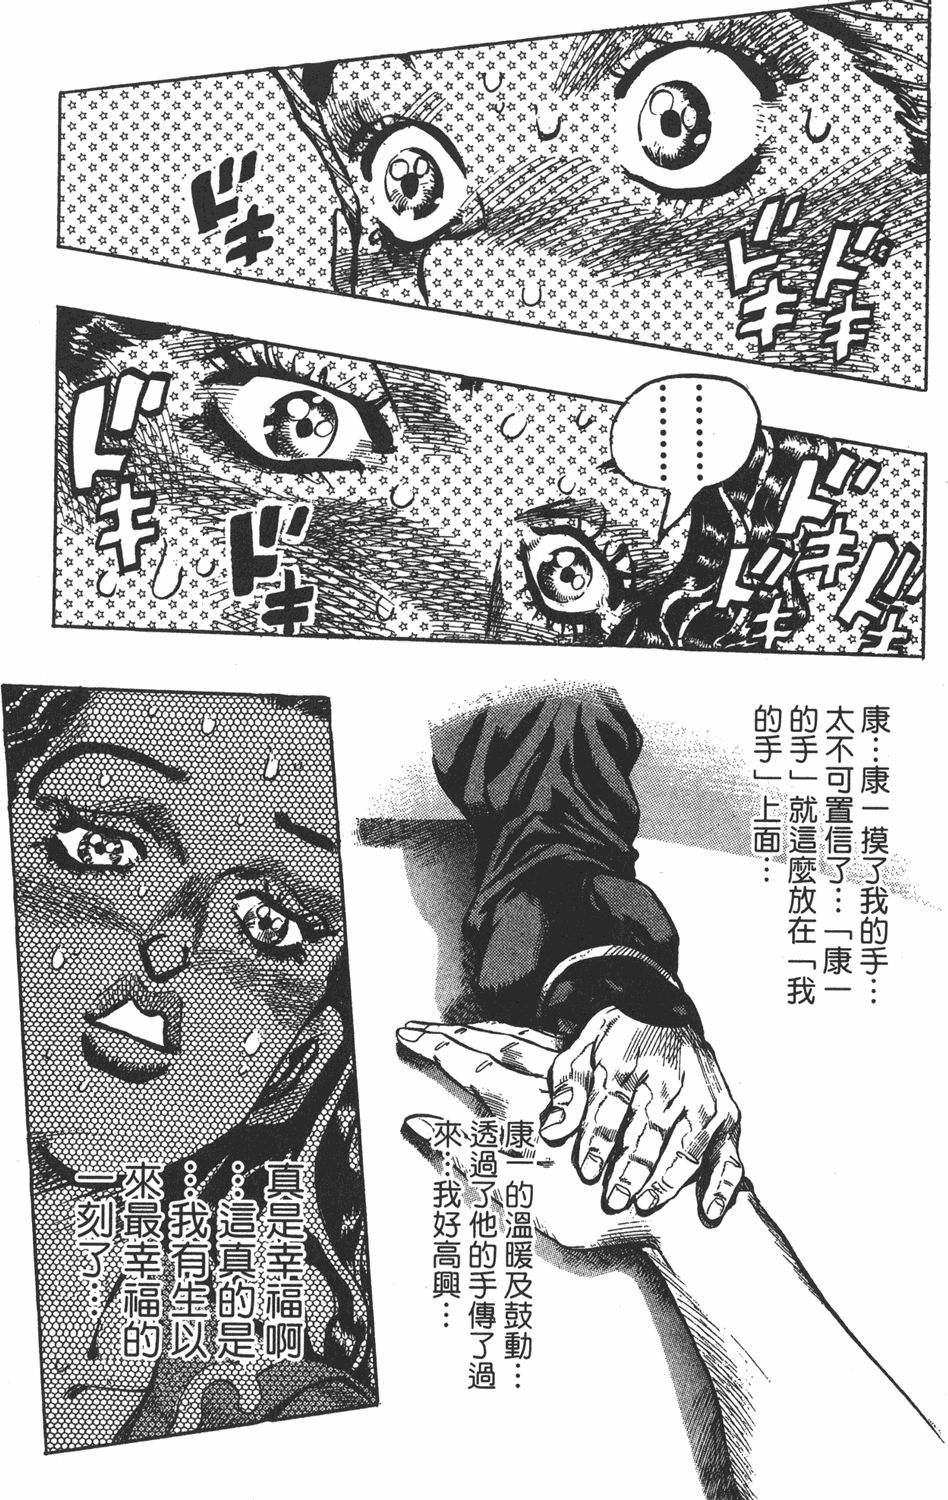 ドキ
ドキ
ドキ
…………
ドキ
ドキ
ドキ
ドキ
ドキ
康…康一摸了我的手…
太不可置信了…「康一
的手」就這麼放在「我
的手」上面…
康一的溫暖及鼓動…
透過了他的手傳了過
來…我好高興…
真是幸福啊
…這真的是
…我有生以
來最幸福的
一刻了…